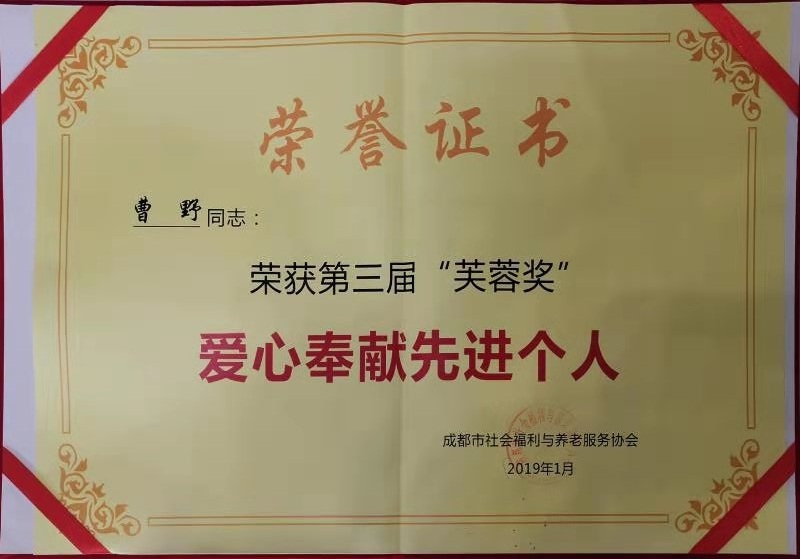 荣誉证书
曹 野 同志：
荣获第三届“芙蓉奖”
爱心奉献先进个人
成都市社会福利与养老服务协会
2019年1月